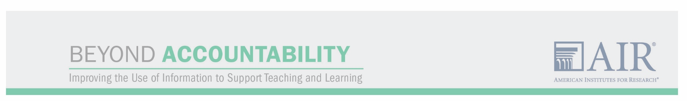 BEYOND ACCOUNTABILITY
Improving the Use of Information to Support Teaching and Learning
AIR®
AMERICAN INSTITUTES FOR RESEARCH®